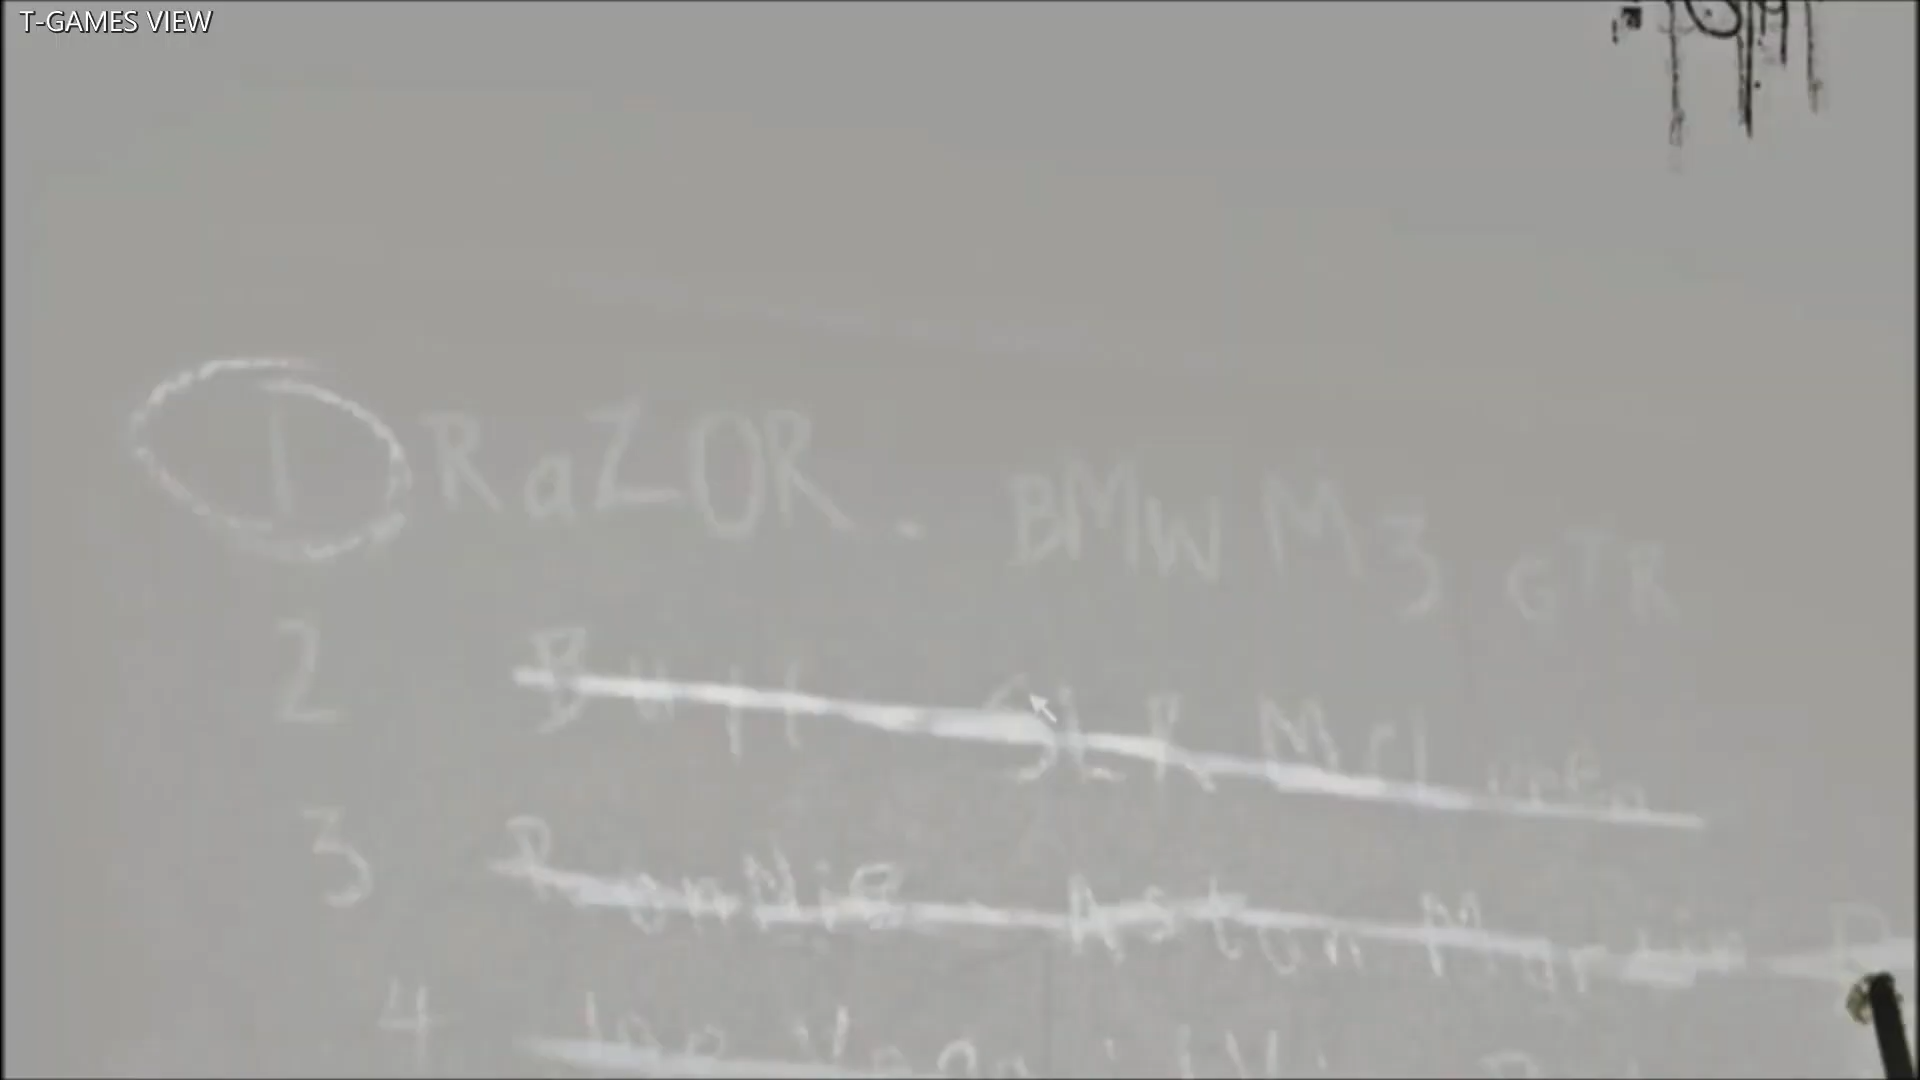 T-GAMES VIEW
1 RaZOR - BMW M3 GTR
2 Bull SLR McLaren
3 RonNiE - Aston Martin
4